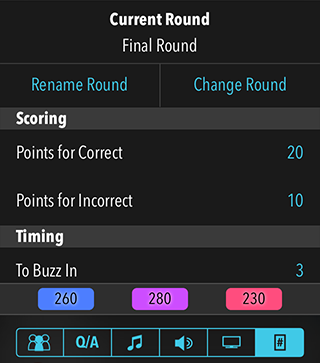 Current Round
Final Round
Rename Round Change Round
Scoring
Points for Correct 20
Points for Incorrect 10
Timing
To Buzz In 3
260 280 230
Q/A #